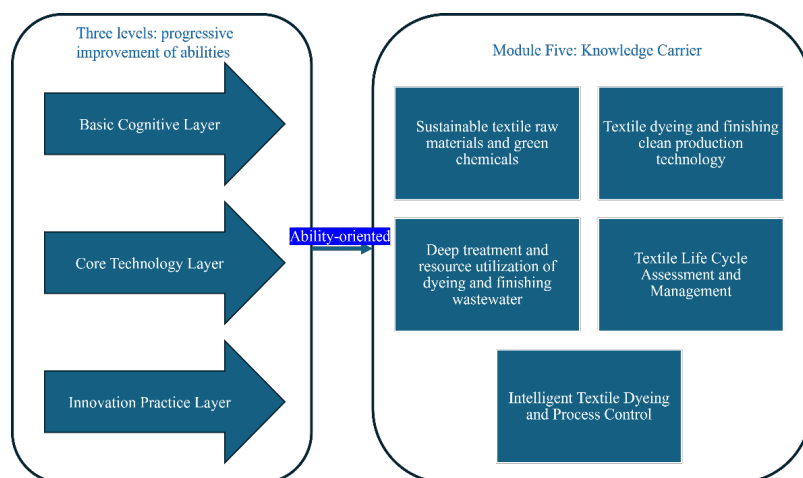 Three levels: progressive
improvement of abilities
Basic Cognitive Layer
Core Technology Layer
Innovation Practice Layer
Ability-oriented
Module Five: Knowledge Carrier
Sustainable textile raw
materials and green
chemicals
Textile dyeing and finishing
clean production
technology
Deep treatment and
resource utilization of
dyeing and finishing
wastewater
Textile Life Cycle
Assessment and
Management
Intelligent Textile Dyeing
and Process Control